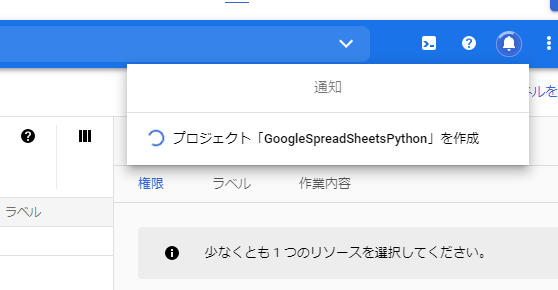 通知
ベルを
プロジェクト「GoogleSpreadSheetsPython」を作成
権限
ラベル
作業内容
ラベル
少なくとも 1 つのリソースを選択してください。